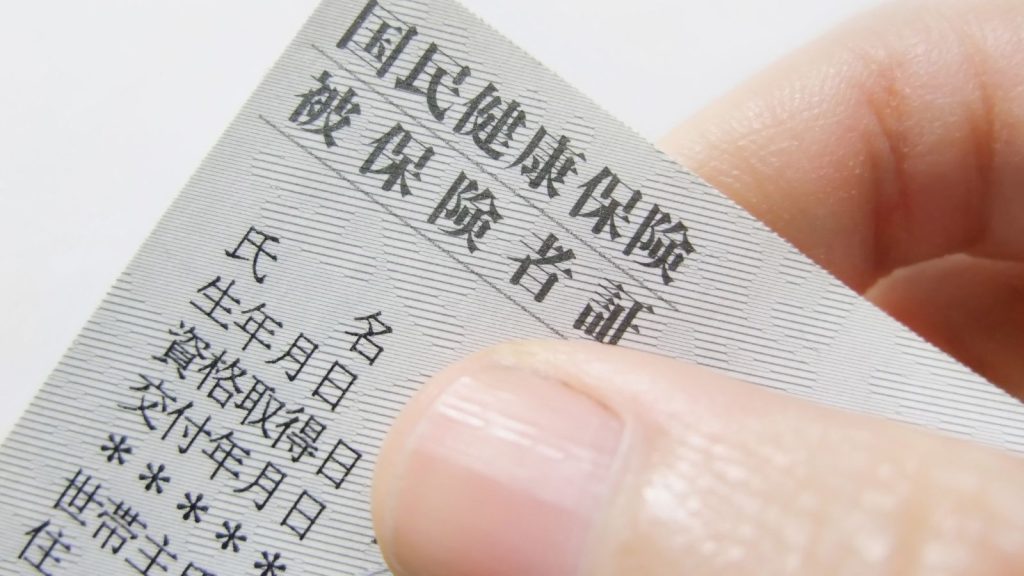 国民健康保険
被保険者証
氏名
生年月日
資格取得日
交付年月日
****
世帯主
住